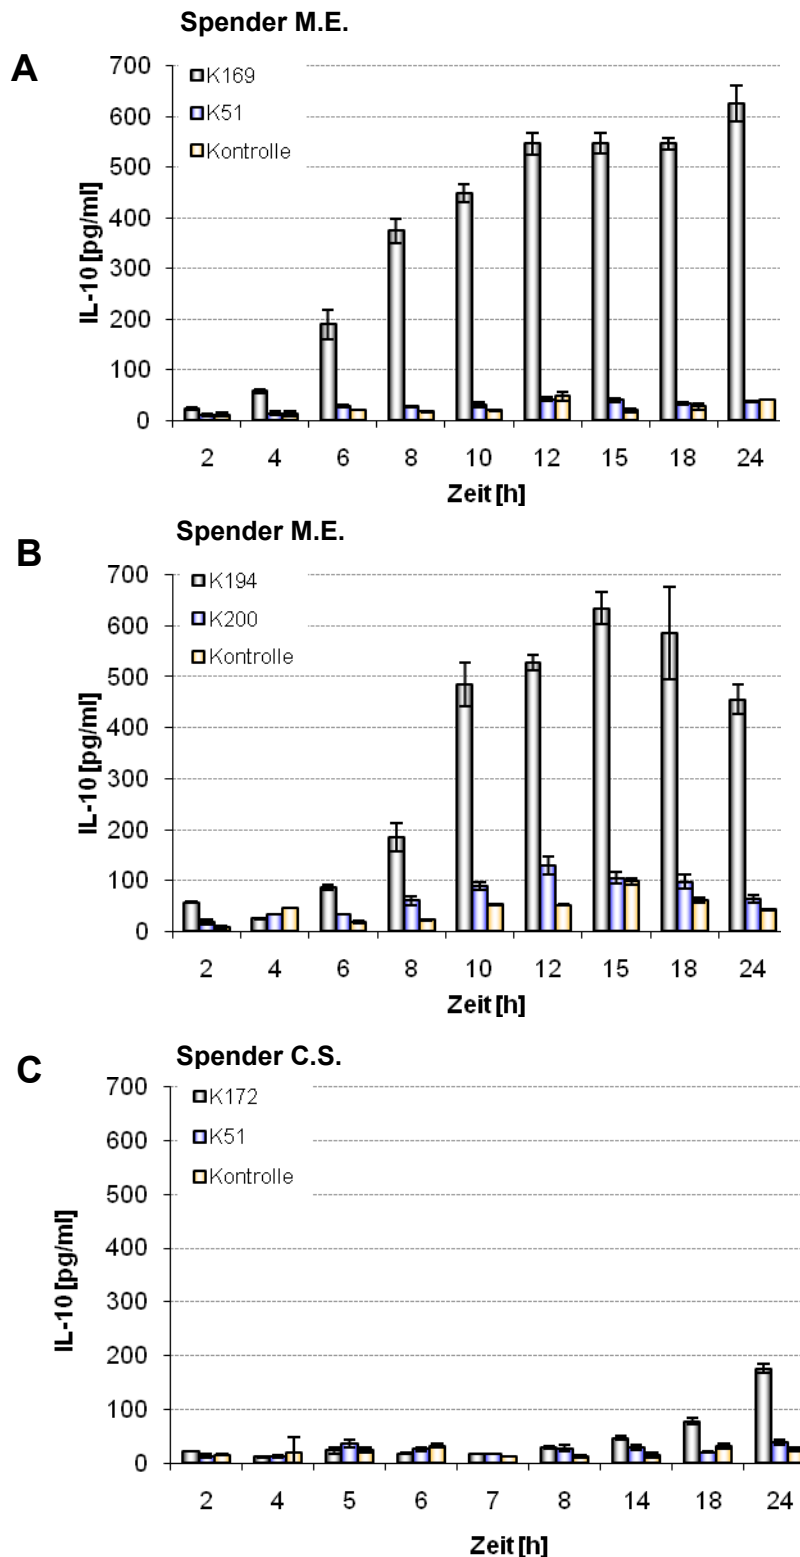 Spender M.E.
A
700
600
500
400
300
200
100
0
IL-10 [pg/ml]
K169
K51
Kontrolle
2 4 6 8 10 12 15 18 24
Zeit [h]
Spender M.E.
B
700
600
500
400
300
200
100
0
IL-10 [pg/ml]
K194
K200
Kontrolle
2 4 6 8 10 12 15 18 24
Zeit [h]
Spender C.S.
C
700
600
500
400
300
200
100
0
IL-10 [pg/ml]
K172
K51
Kontrolle
2 4 5 6 7 8 14 18 24
Zeit [h]